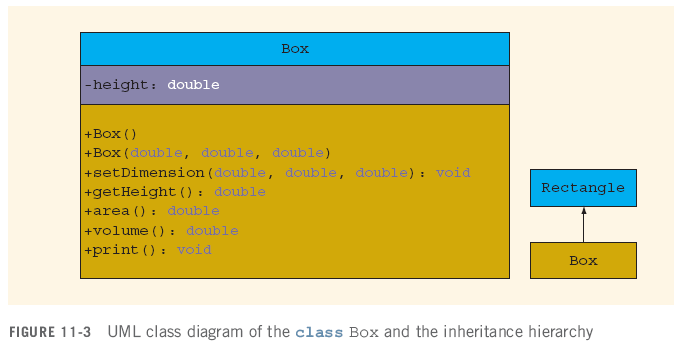 Box
-height: double
+Box()
+Box(double, double, double)
+setDimension(double, double, double): void
+getHeight(): double
+area(): double
+volume(): double
+print(): void
Rectangle
Box
FIGURE 11-3 UML class diagram of the class Box and the inheritance hierarchy